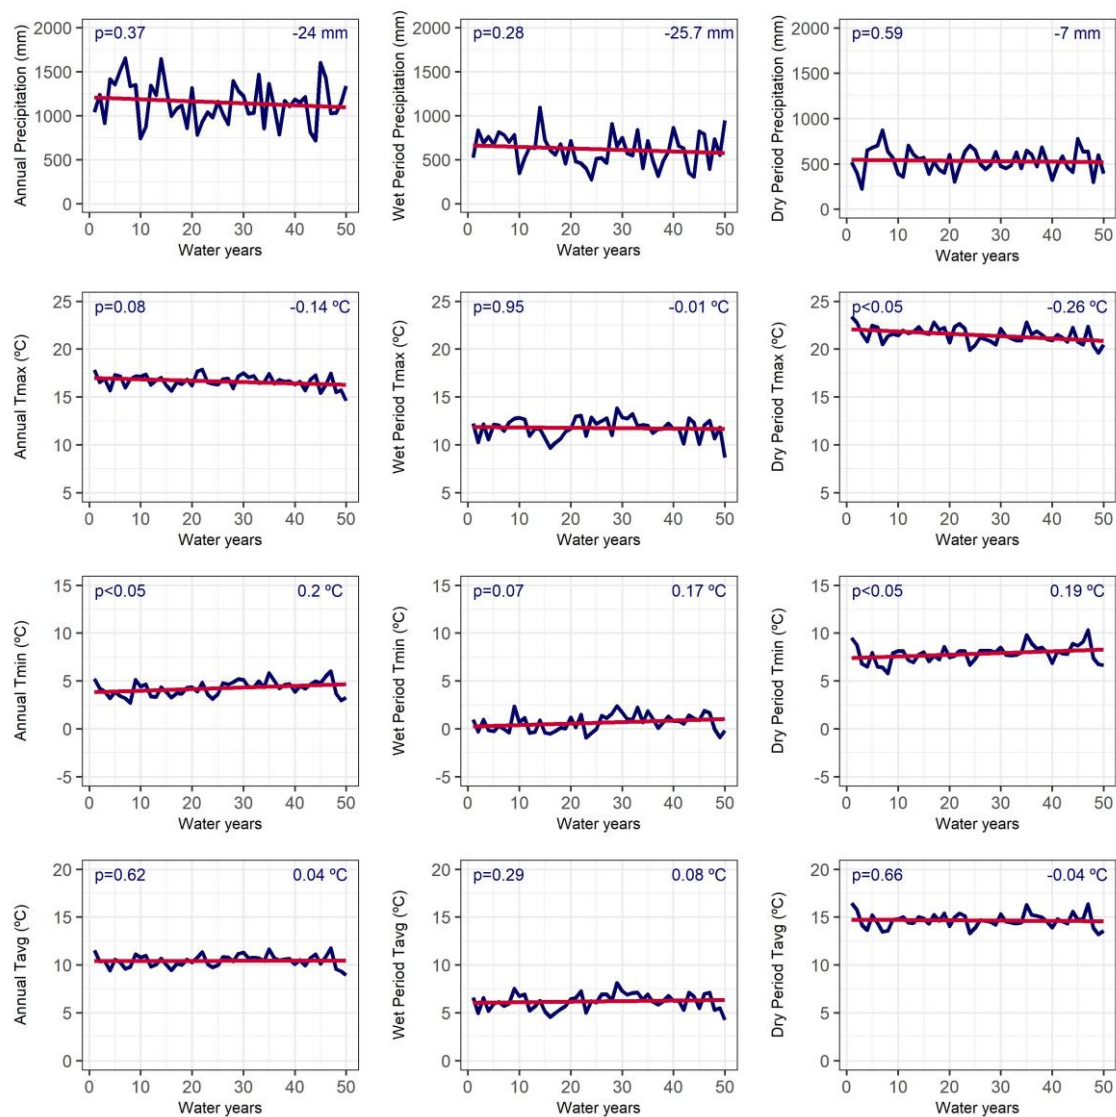 Annual Precipitation (mm)
p=0.37 -24 mm
2000
1500
1000
500
0
0 10 20 30 40 50
Water years
Wet Period Precipitation (mm)
p=0.28 -25.7 mm
2000
1500
1000
500
0
0 10 20 30 40 50
Water years
Dry Period Precipitation (mm)
p=0.59 -7 mm
2000
1500
1000
500
0
0 10 20 30 40 50
Water years
Annual Tmax (ºC)
p=0.08 -0.14 ºC
25
20
15
10
5
0 10 20 30 40 50
Water years
Wet Period Tmax (ºC)
p=0.95 -0.01 ºC
25
20
15
10
5
0 10 20 30 40 50
Water years
Dry Period Tmax (ºC)
p<0.05 -0.26 ºC
25
20
15
10
5
0 10 20 30 40 50
Water years
Annual Tmin (ºC)
p<0.05 0.2 ºC
15
10
5
0
-5
0 10 20 30 40 50
Water years
Wet Period Tmin (ºC)
p=0.07 0.17 ºC
15
10
5
0
-5
0 10 20 30 40 50
Water years
Dry Period Tmin (ºC)
p<0.05 0.19 ºC
15
10
5
0
-5
0 10 20 30 40 50
Water years
Annual Tavg (ºC)
p=0.62 0.04 ºC
20
15
10
5
0
0 10 20 30 40 50
Water years
Wet Period Tavg (ºC)
p=0.29 0.08 ºC
20
15
10
5
0
0 10 20 30 40 50
Water years
Dry Period Tavg (ºC)
p=0.66 -0.04 ºC
20
15
10
5
0
0 10 20 30 40 50
Water years